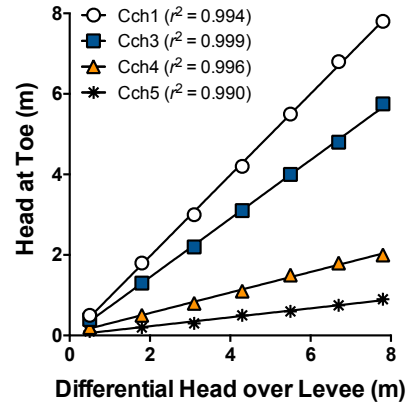 Cch1 (r² = 0.994)
Cch3 (r² = 0.999)
Cch4 (r² = 0.996)
Cch5 (r² = 0.990)
8
6
4
2
0
Head at Toe (m)
0 2 4 6 8
Differential Head over Levee (m)